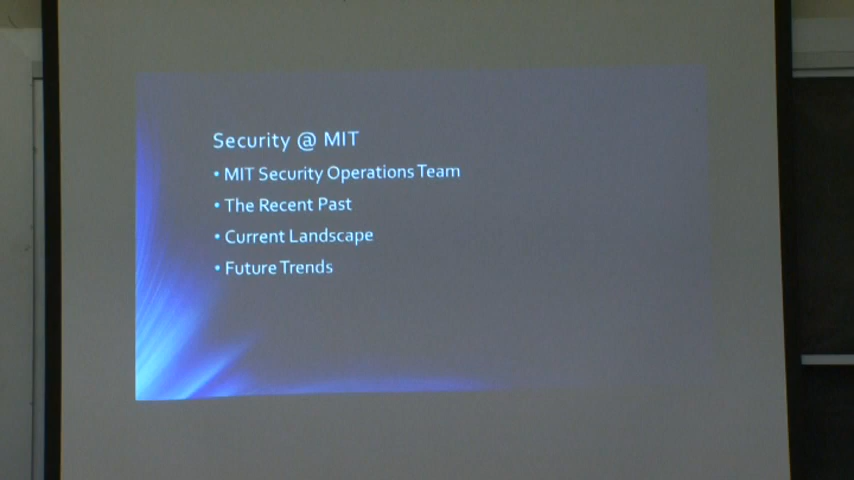 Security @ MIT
• MIT Security Operations Team
• The Recent Past
• Current Landscape
• Future Trends